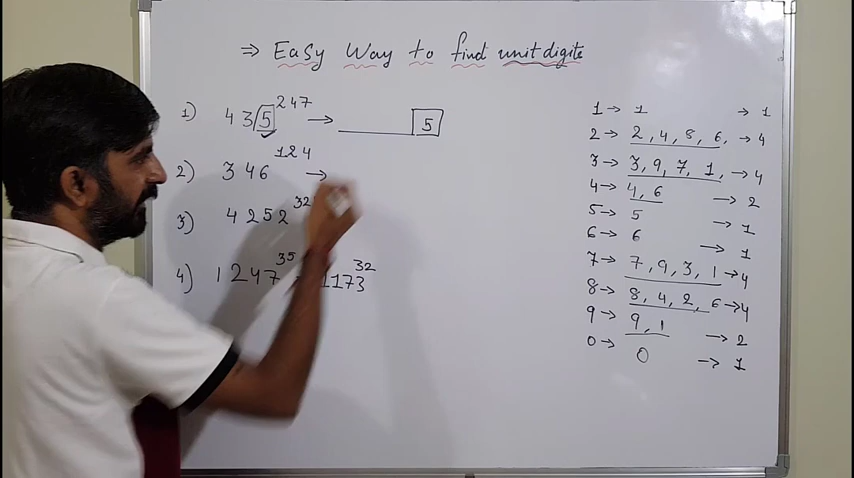 ⇒ Easy Way to find unit digits
1) 435^247 → ______ 5
2) 346^124 →
3) 4252^32
4) 1247^35 1173^32
1 → 1 → 1
2 → 2, 4, 8, 6, → 4
3 → 3, 9, 7, 1, → 4
4 → 4, 6 → 2
5 → 5 → 1
6 → 6 → 1
7 → 7, 9, 3, 1 → 4
8 → 8, 4, 2, 6 → 4
9 → 9, 1 → 2
0 → 0 → 1